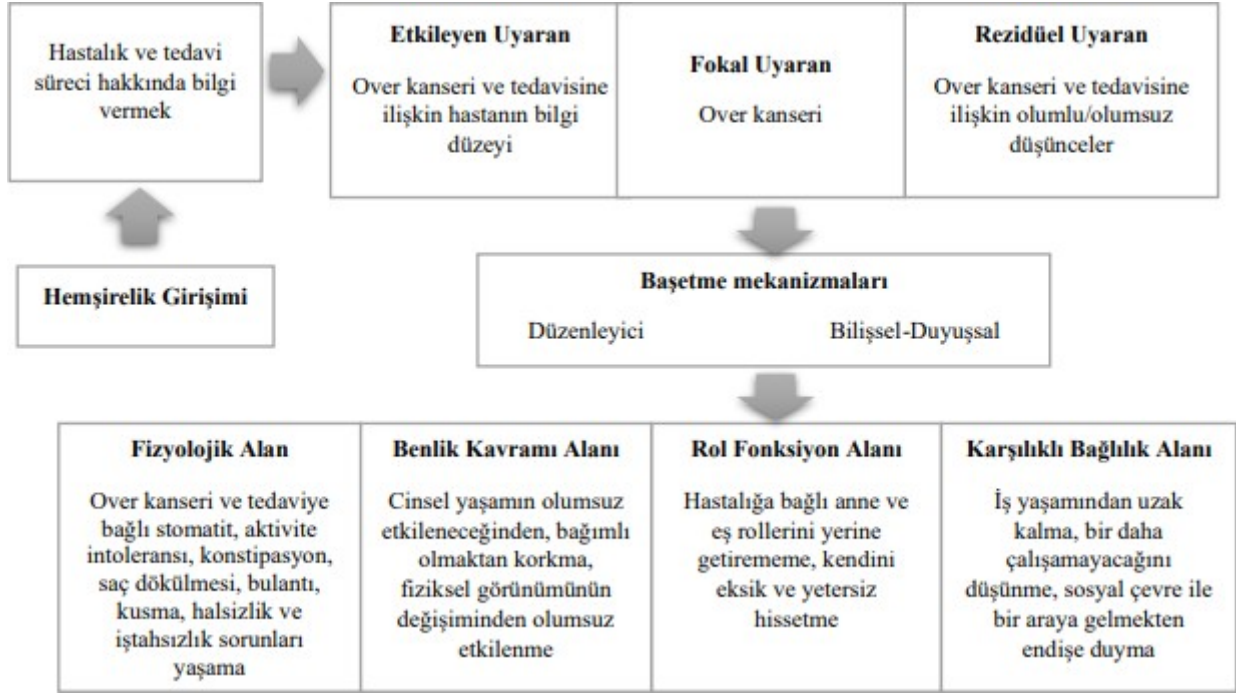 Hastalık ve tedavi
süreci hakkında bilgi
vermek
Etkileyen Uyaran
Over kanseri ve tedavisine
ilişkin hastanın bilgi
düzeyi
Fokal Uyaran
Over kanseri
Rezidüel Uyaran
Over kanseri ve tedavisine
ilişkin olumlu/olumsuz
düşünceler
Hemşirelik Girişimi
Başetme mekanizmaları
Düzenleyici Bilişsel-Duyuşsal
Fizyolojik Alan
Over kanseri ve tedaviye
bağlı stomatit, aktivite
intoleransı, konstipasyon,
saç dökülmesi, bulantı,
kusma, halsizlik ve
iştahsızlık sorunları
yaşama
Benlik Kavramı Alanı
Cinsel yaşamın olumsuz
etkileneceğinden, bağımlı
olmaktan korkma,
fiziksel görünümünün
değişiminden olumsuz
etkilenme
Rol Fonksiyon Alanı
Hastalığa bağlı anne ve
eş rollerini yerine
getirememe, kendini
eksik ve yetersiz
hissetme
Karşılıklı Bağlılık Alanı
İş yaşamından uzak
kalma, bir daha
çalışamayacağını
düşünme, sosyal çevre ile
bir araya gelmekten
endişe duyma